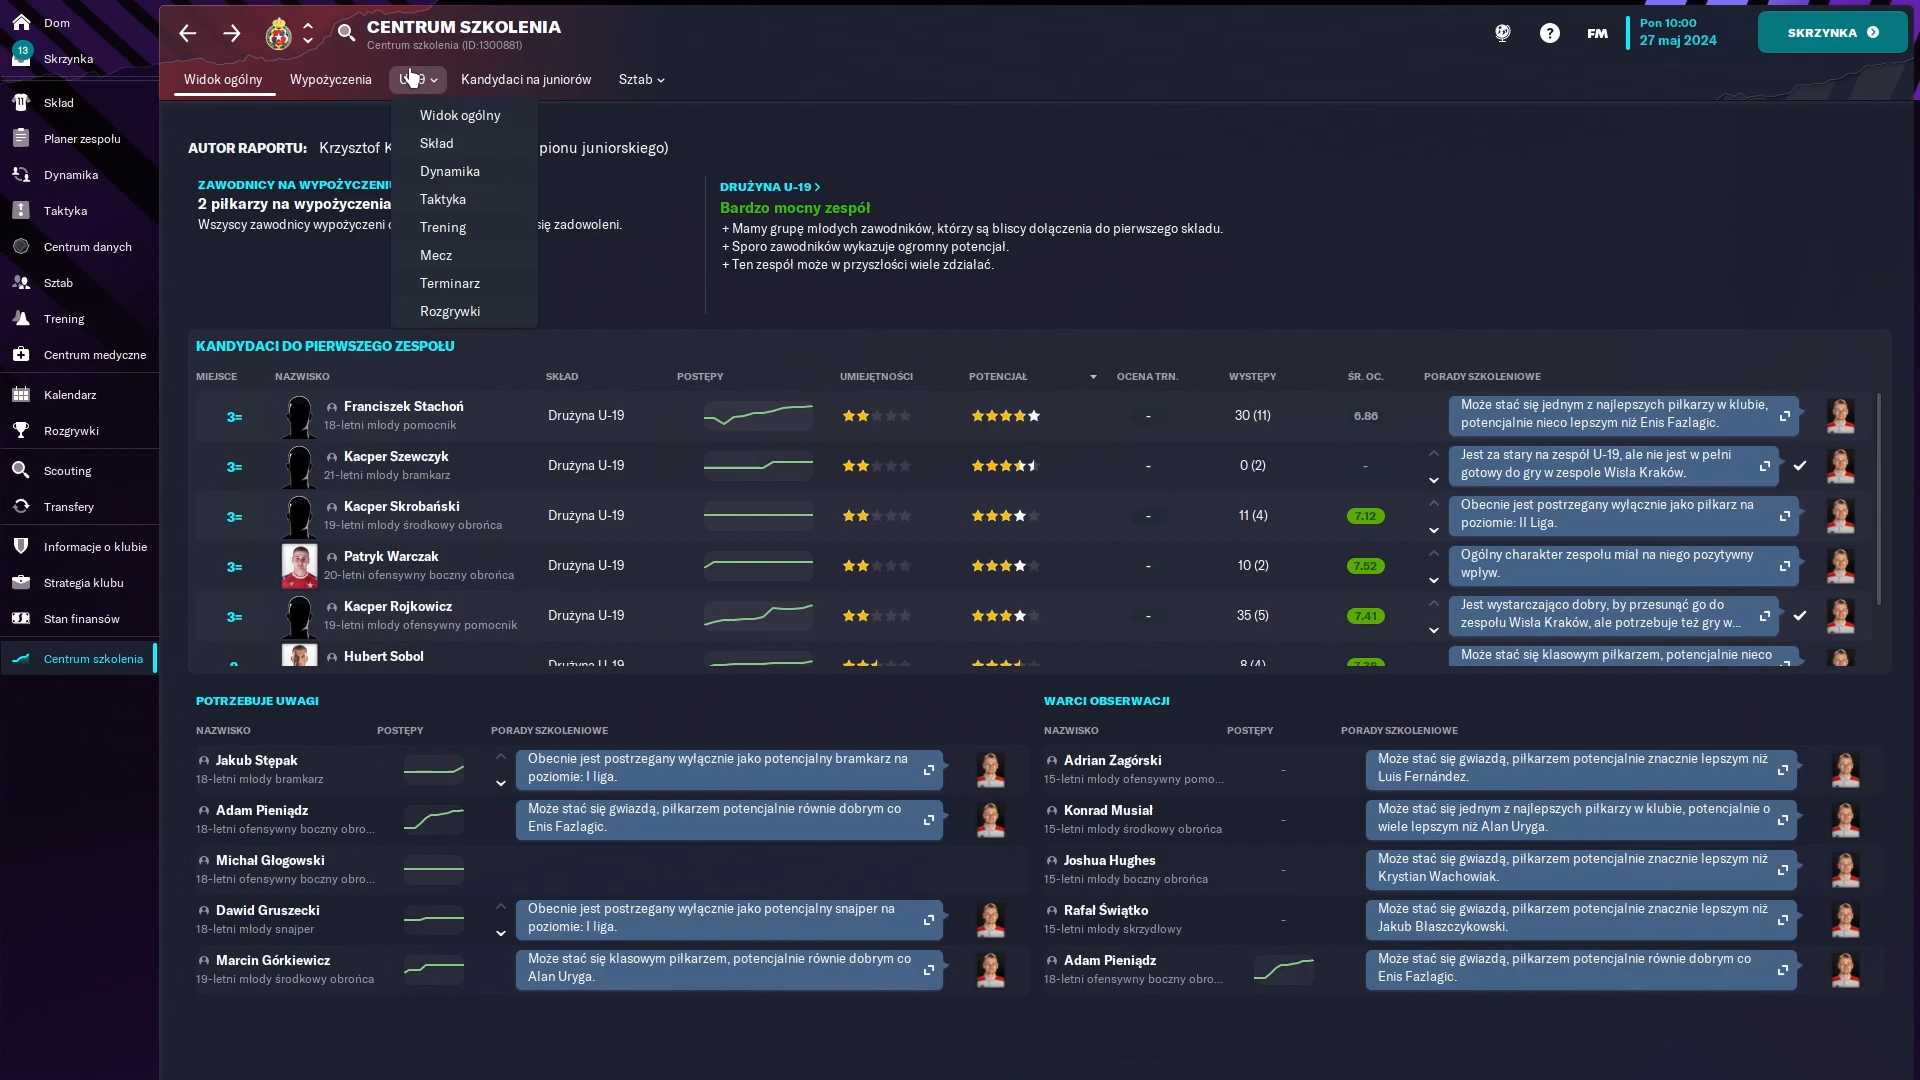 Dom
13
Skrzynka
Skład
Planer zespołu
Dynamika
Taktyka
Centrum danych
Sztab
Trening
Centrum medyczne
Kalendarz
Rozgrywki
Scouting
Transfery
Informacje o klubie
Strategia klubu
Stan finansów
Centrum szkolenia
CENTRUM SZKOLENIA
Centrum szkolenia (ID:1300881)
FM
Pon 10:00
27 maj 2024
SKRZYNKA
Widok ogólny
Wypożyczenia
Kandydaci na juniorów
Sztab
Widok ogólny
Skład
Dynamika
Taktyka
Trening
Mecz
Terminarz
Rozgrywki
AUTOR RAPORTU: Krzysztof pionu juniorskiego)
ZAWODNICY NA
2 piłkarzy na
Wszyscy zawodnicy wypożyczeni się zadowoleni.
DRUŻYNA U-19
Bardzo mocny zespół
+ Mamy grupę młodych zawodników, którzy są bliscy dołączenia do pierwszego składu.
+ Sporo zawodników wykazuje ogromny potencjał.
+ Ten zespół może w przyszłości wiele zdziałać.
KANDYDACI DO PIERWSZEGO ZESPOŁU
MIEJSCE NAZWISKO SKŁAD POSTĘPY UMIEJĘTNOŚCI POTENCJAŁ OCENA TRN. WYSTĘPY ŚR. OC. PORADY SZKOLENIOWE
3= Franciszek Stachoń Drużyna U-19 - 30 (11) 6.86
18-letni młody pomocnik
Może stać się jednym z najlepszych piłkarzy w klubie,
potencjalnie nieco lepszym niż Enis Fazlagic.
3= Kacper Szewczyk Drużyna U-19 - 0 (2) -
21-letni młody bramkarz
Jest za stary na zespół U-19, ale nie jest w pełni
gotowy do gry w zespole Wisła Kraków.
3= Kacper Skrobański Drużyna U-19 - 11 (4) 7.12
19-letni młody środkowy obrońca
Obecnie jest postrzegany wyłącznie jako piłkarz na
poziomie: II Liga.
3= Patryk Warczak Drużyna U-19 - 10 (2) 7.52
20-letni ofensywny boczny obrońca
Ogólny charakter zespołu miał na niego pozytywny
wpływ.
3= Kacper Rojkowicz Drużyna U-19 - 35 (5) 7.41
19-letni młody ofensywny pomocnik
Jest wystarczająco dobry, by przesunąć go do
zespołu Wisła Kraków, ale potrzebuje też gry w...
Hubert Sobol Drużyna U-19 8 (4)
Może stać się klasowym piłkarzem, potencjalnie nieco
POTRZEBUJE UWAGI
NAZWISKO POSTĘPY PORADY SZKOLENIOWE
Jakub Stępak
18-letni młody bramkarz
Obecnie jest postrzegany wyłącznie jako potencjalny bramkarz na
poziomie: I liga.
Adam Pieniądz
18-letni ofensywny boczny obro...
Może stać się gwiazdą, piłkarzem potencjalnie równie dobrym co
Enis Fazlagic.
Michał Głogowski
18-letni ofensywny boczny obro...
Dawid Gruszecki
18-letni młody snajper
Obecnie jest postrzegany wyłącznie jako potencjalny snajper na
poziomie: I liga.
Marcin Górkiewicz
19-letni młody środkowy obrońca
Może stać się klasowym piłkarzem, potencjalnie równie dobrym co
Alan Uryga.
WARCI OBSERWACJI
NAZWISKO POSTĘPY PORADY SZKOLENIOWE
Adrian Zagórski -
15-letni młody ofensywny pomo...
Może stać się gwiazdą, piłkarzem potencjalnie znacznie lepszym niż
Luis Fernández.
Konrad Musiał -
15-letni młody środkowy obrońca
Może stać się jednym z najlepszych piłkarzy w klubie, potencjalnie o
wiele lepszym niż Alan Uryga.
Joshua Hughes -
15-letni młody boczny obrońca
Może stać się gwiazdą, piłkarzem potencjalnie znacznie lepszym niż
Krystian Wachowiak.
Rafał Świątko -
15-letni młody skrzydłowy
Może stać się gwiazdą, piłkarzem potencjalnie znacznie lepszym niż
Jakub Błaszczykowski.
Adam Pieniądz
18-letni ofensywny boczny obro...
Może stać się gwiazdą, piłkarzem potencjalnie równie dobrym co
Enis Fazlagic.